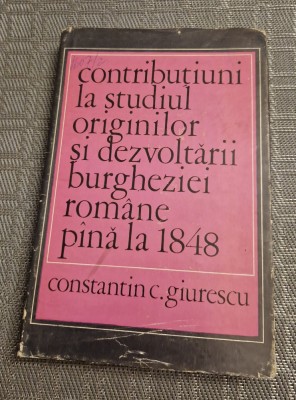 contribuțiuni
la studiul
originilor
și dezvoltării
burgheziei
române
pînă la 1848
constantin c. giurescu